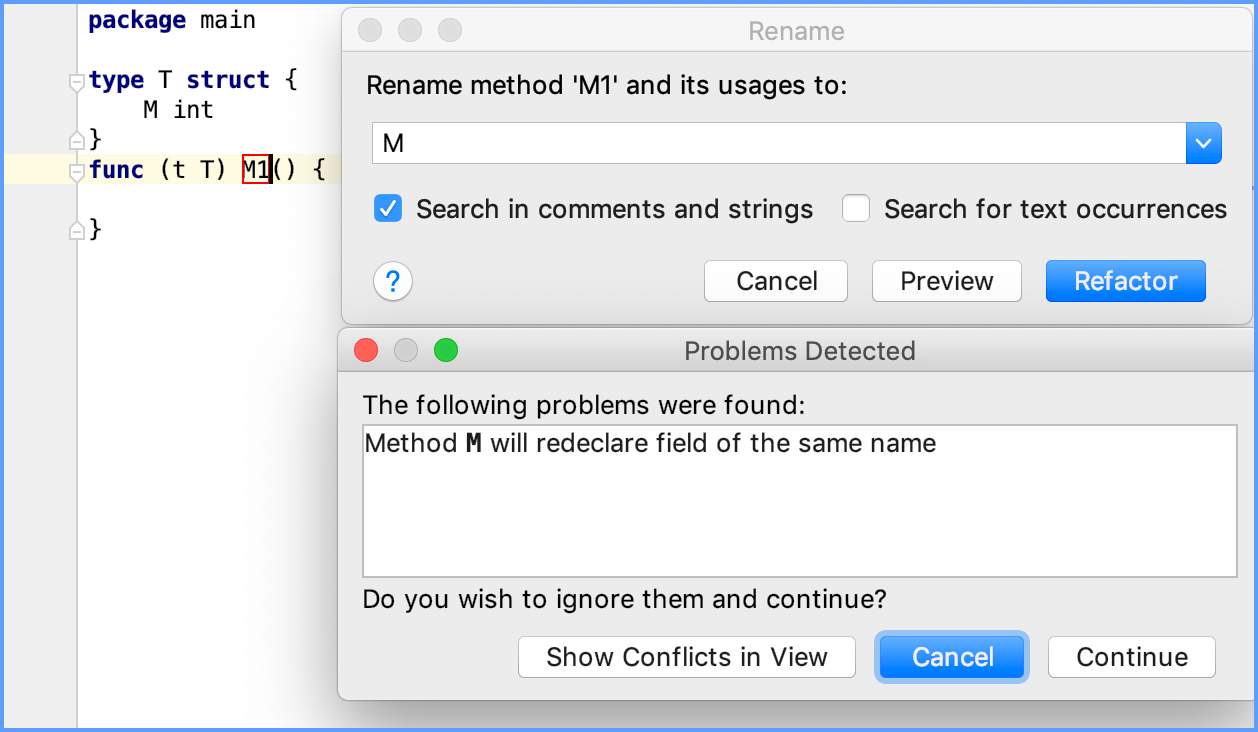 package main
type T struct {
M int
}
func (t T) M1() {
}
Rename
Rename method 'M1' and its usages to:
M
Search in comments and strings
Search for text occurrences
?
Cancel
Preview
Refactor
Problems Detected
The following problems were found:
Method M will redeclare field of the same name
Do you wish to ignore them and continue?
Show Conflicts in View
Cancel
Continue